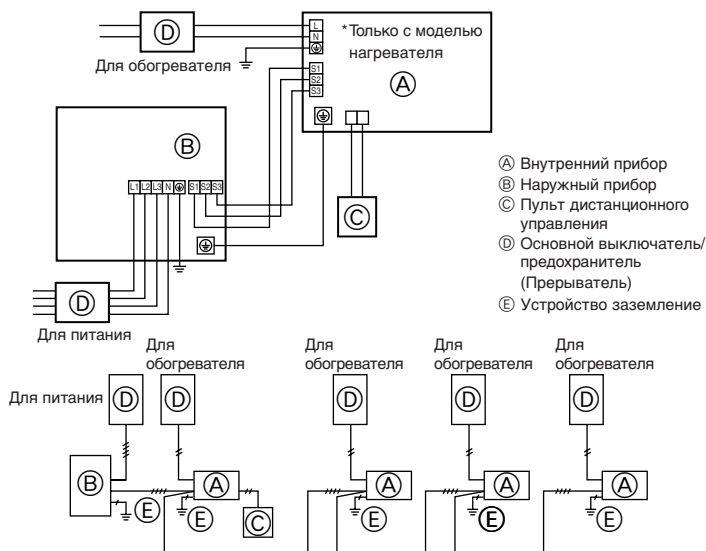 D
L
N
*Только с моделью
нагревателя
Для обогревателя
S1
S2
S3
A
B
L1 L2 L3 N S1 S2 S3
C
D
Для питания
Ⓐ Внутренний прибор
Ⓑ Наружный прибор
Ⓒ Пульт дистанционного
управления
Ⓓ Основной выключатель/
предохранитель
(Прерыватель)
Ⓔ Устройство заземление
Для
обогревателя
Для
обогревателя
Для
обогревателя
Для
обогревателя
Для питания
D D D D D
B A A A A
E E C E E E